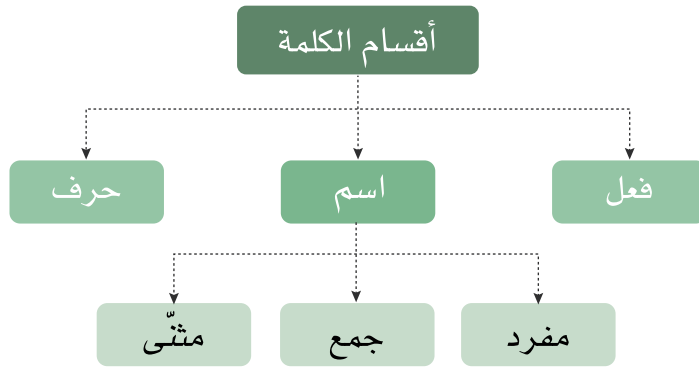 أقسام الكلمة
فعل
اسم
حرف
مفرد
جمع
مثنّى